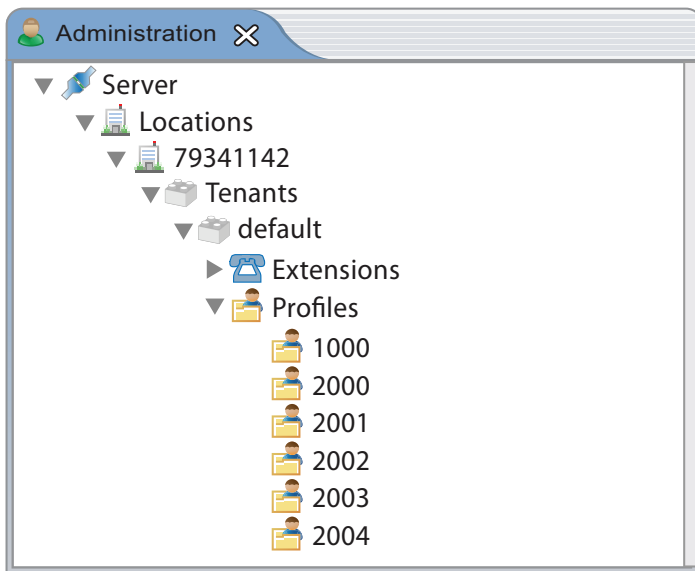 Administration
Server
Locations
79341142
Tenants
default
Extensions
Profiles
1000
2000
2001
2002
2003
2004